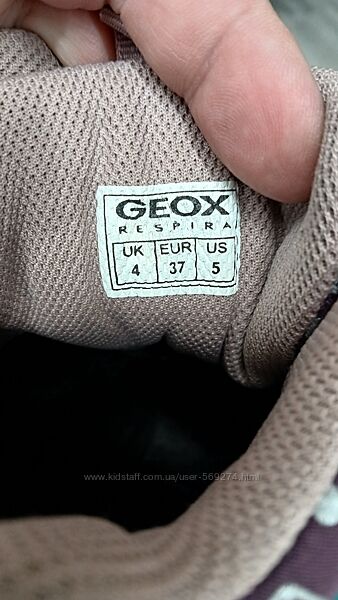 GEOX
RESPIRA
UK EUR US
4 37 5
www.kidstaff.com.ua/user-569274.html